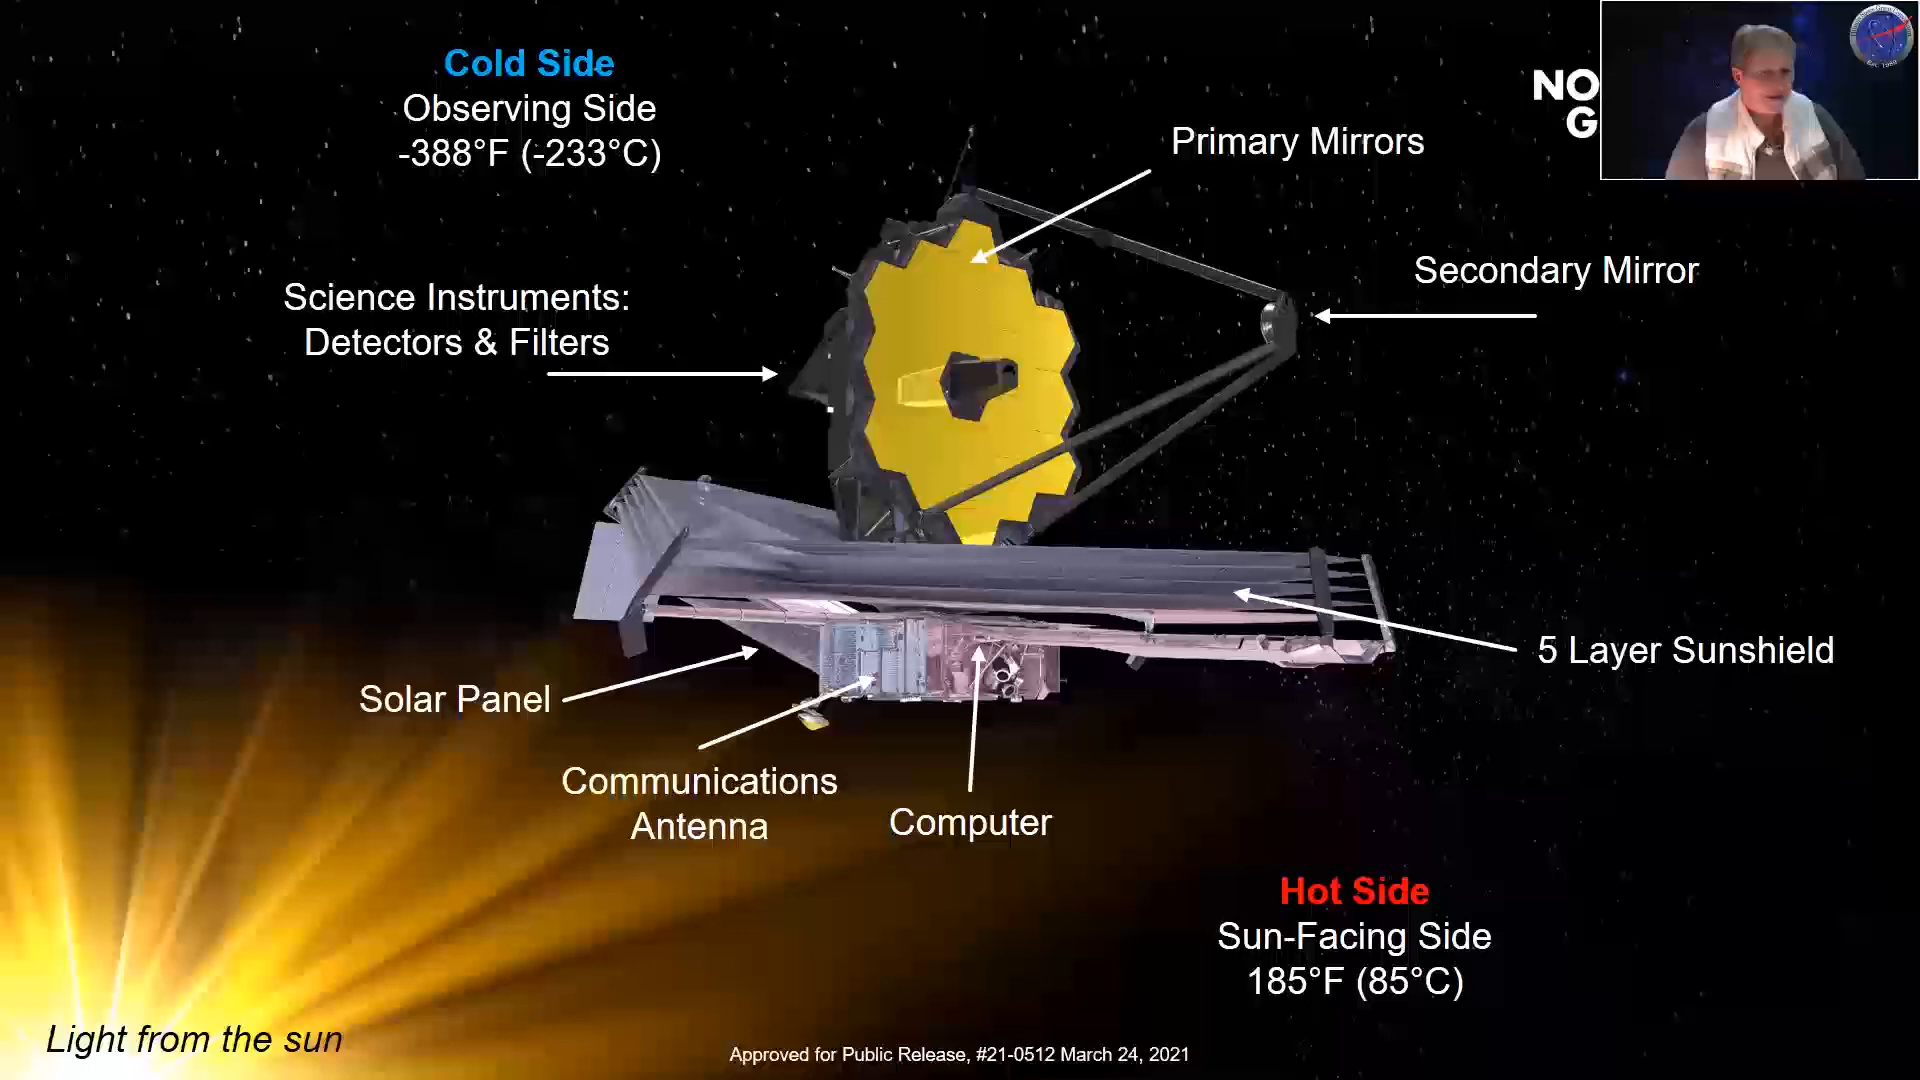 Cold Side
Observing Side
-388°F (-233°C)
NO
G
Primary Mirrors
Secondary Mirror
Science Instruments:
Detectors & Filters
5 Layer Sunshield
Solar Panel
Communications
Antenna
Computer
Hot Side
Sun-Facing Side
185°F (85°C)
Light from the sun
Approved for Public Release, #21-0512 March 24, 2021